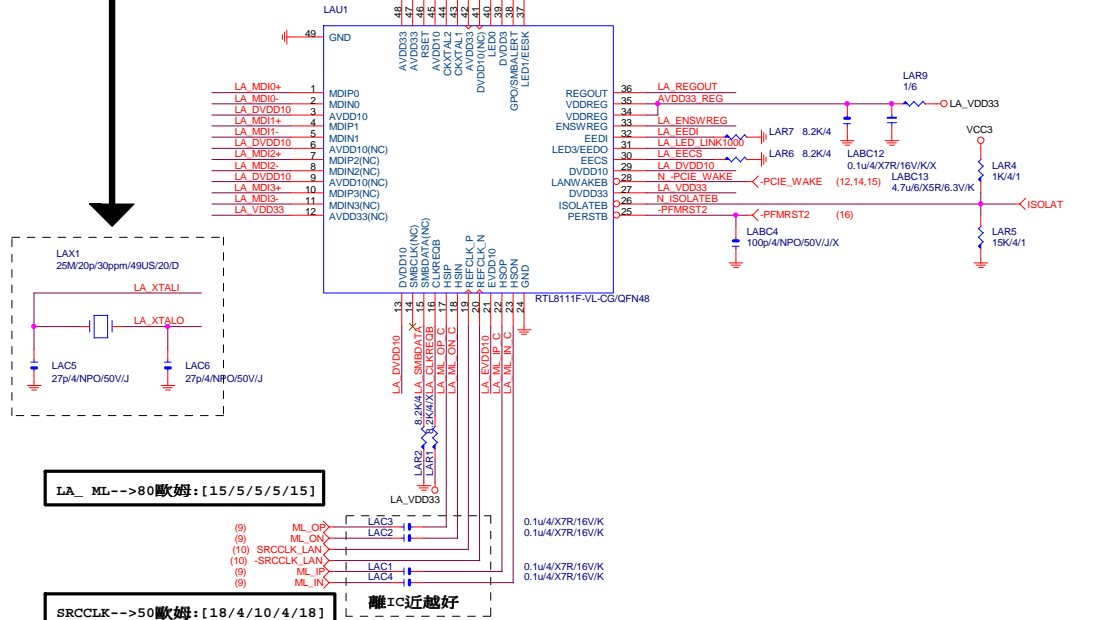 LAU1
48 47 46 45 44 43 42 41 40 39 38 37
AVDD33
AVDD33
RSET
AVDD10
CKXTAL2
CKXTAL1
AVDD33
DVDD10(NC)
LED0
DVDD3
GPO/SMBALERT
LED1/EESK
49 GND
LA_MDI0+ 1 MDIP0
LA_MDI0- 2 MDIN0
LA_DVDD10 3 AVDD10
LA_MDI1+ 4 MDIP1
LA_MDI1- 5 MDIN1
LA_DVDD10 6 AVDD10(NC)
LA_MDI2+ 7 MDIP2(NC)
LA_MDI2- 8 MDIN2(NC)
LA_DVDD10 9 AVDD10(NC)
LA_MDI3+ 10 MDIP3(NC)
LA_MDI3- 11 MDIN3(NC)
LA_VDD33 12 AVDD33(NC)
REGOUT 36 LA_REGOUT
VDDREG 35 AVDD33_REG
VDDREG 34
ENSWREG 33 LA_ENSWREG
EEDI 32 LA_EEDI
LED3/EEDO 31 LA_LED_LINK1000
EECS 30 LA_EECS
DVDD10 29 LA_DVDD10
LANWAKEB 28 N_-PCIE_WAKE
DVDD33 27 LA_VDD33
ISOLATEB 26 N_ISOLATEB
PERSTB 25 -PFMRST2
LAR9
1/6
LA_VDD33
VCC3
LAR7 8.2K/4
LAR6 8.2K/4
LABC12
0.1u/4/X7R/16V/K/X
LABC13
4.7u/6/X5R/6.3V/K
LAR4
1K/4/1
-PCIE_WAKE (12,14,15)
ISOLAT
-PFMRST2 (16)
LABC4
100p/4/NPO/50V/J/X
LAR5
15K/4/1
DVDD10
SMBCLK(NC)
SMBDATA(NC)
CLKREQB
HSIP
HSIN
REFCLK_P
REFCLK_N
EVDD10
HSOP
HSON
GND
RTL8111F-VL-CG/QFN48
13 14 15 16 17 18 19 20 21 22 23 24
LA_DVDD10
LA_SMBDATA
LA_CLKREQB
LA_ML_OP_C
LA_ML_ON_C
LA_EVDD10
LA_ML_IP_C
LA_ML_IN_C
LAX1
25M/20p/30ppm/49US/20/D
LA_XTALI
LA_XTALO
LAC5
27p/4/NPO/50V/J
LAC6
27p/4/NPO/50V/J
8.2K/4
8.2K/4/X
LAR2
LAR1
LA_VDD33
LA_ ML-->80歐姆:[15/5/5/5/15]
(9) ML_OP LAC3 0.1u/4/X7R/16V/K
(9) ML_ON LAC2 0.1u/4/X7R/16V/K
(10) SRCCLK_LAN
(10) -SRCCLK_LAN
(9) ML_IP LAC1 0.1u/4/X7R/16V/K
(9) ML_IN LAC4 0.1u/4/X7R/16V/K
離IC近越好
SRCCLK-->50歐姆:[18/4/10/4/18]